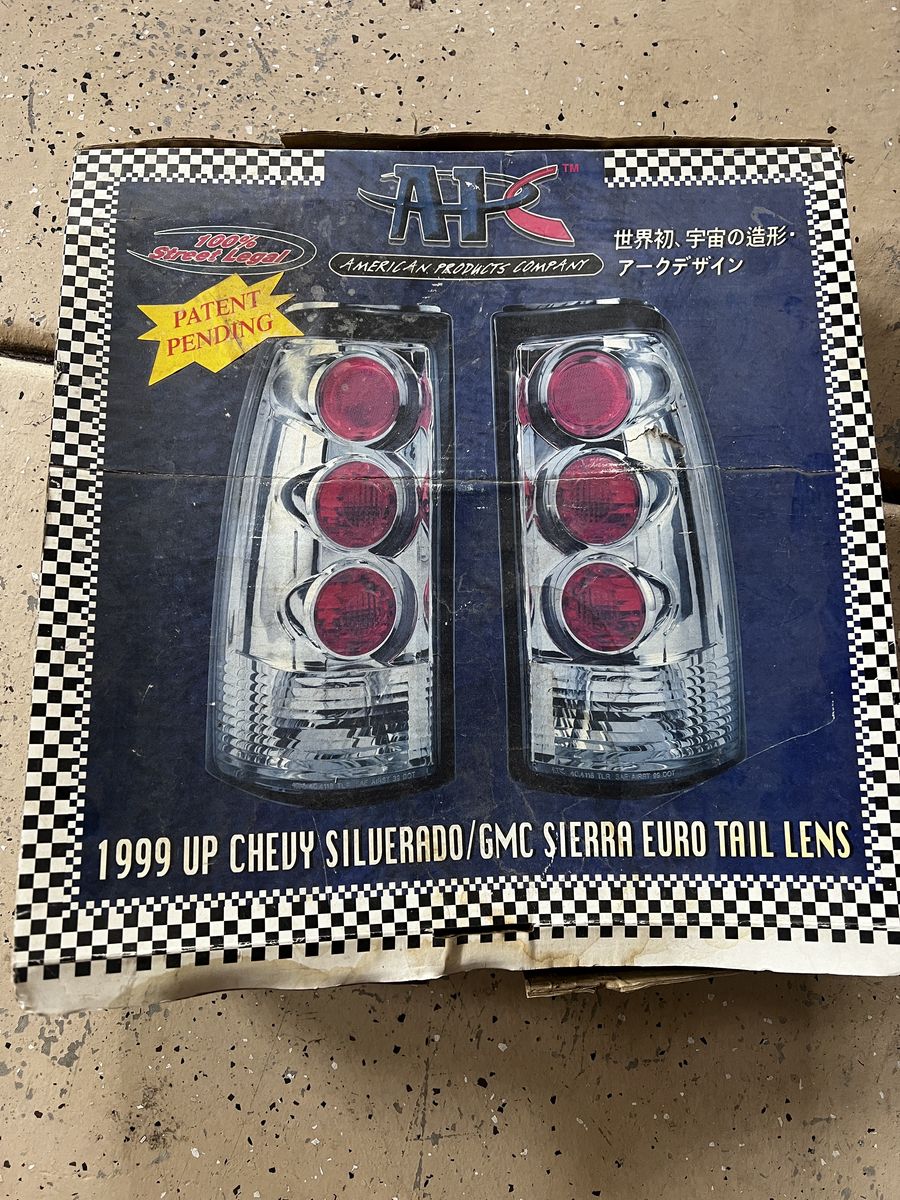 APC™
AMERICAN PRODUCTS COMPANY
100%
Street Legal
PATENT
PENDING
世界初、宇宙の造形・
アークデザイン
1999 UP CHEVY SILVERADO/GMC SIERRA EURO TAIL LENS